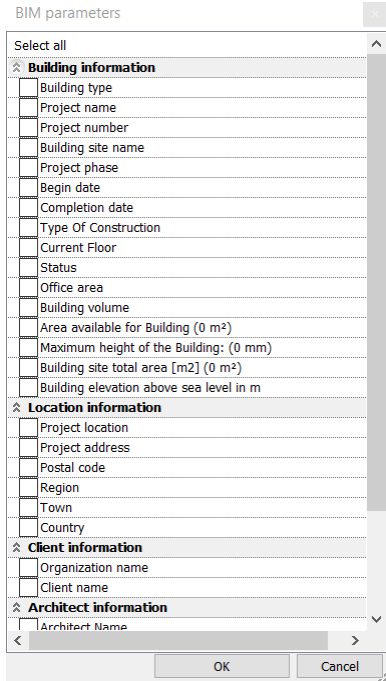 BIM parameters
Select all
Building information
Building type
Project name
Project number
Building site name
Project phase
Begin date
Completion date
Type Of Construction
Current Floor
Status
Office area
Building volume
Area available for Building (0 m²)
Maximum height of the Building: (0 mm)
Building site total area [m2] (0 m²)
Building elevation above sea level in m
Location information
Project location
Project address
Postal code
Region
Town
Country
Client information
Organization name
Client name
Architect information
Architect Name
OK Cancel